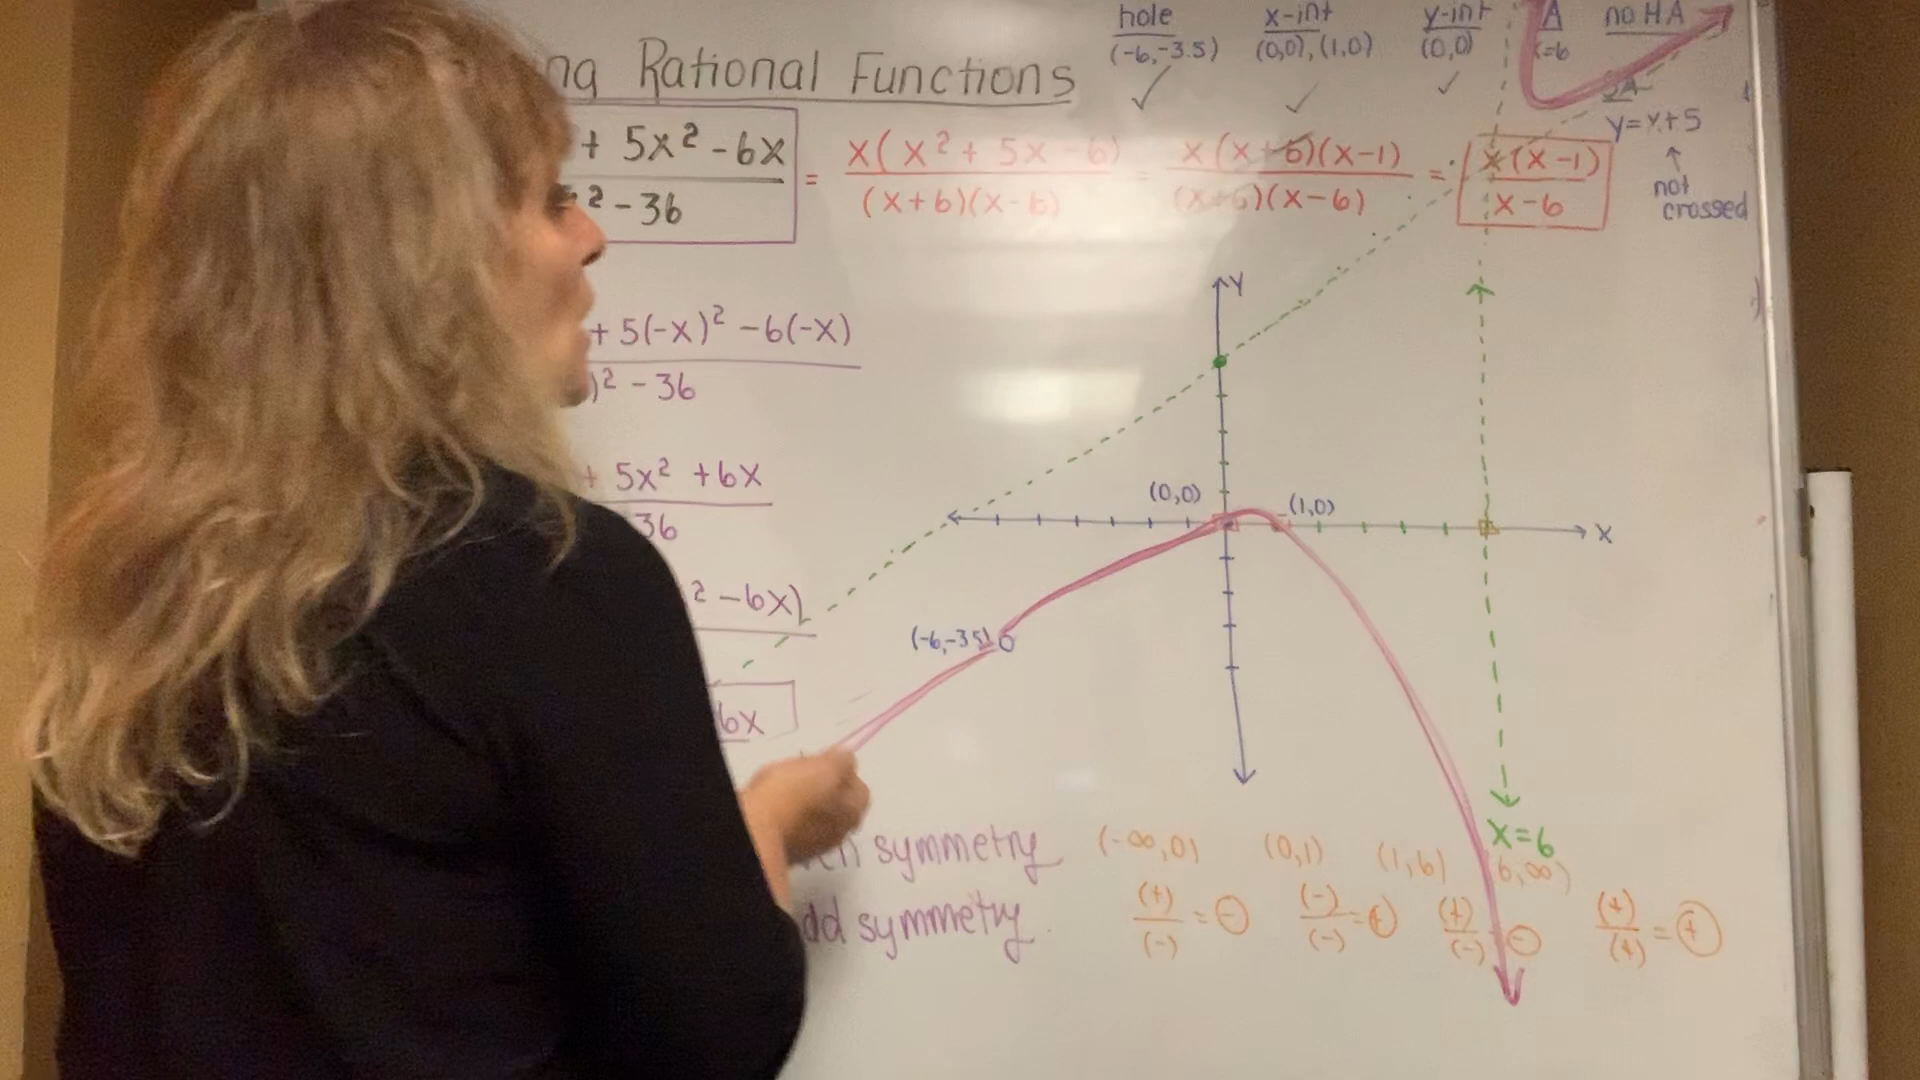 Rational Functions
hole x-int y-int no HA
(-6,-3.5) (0,0),(1,0) (0,0)
y=x+5
not
crossed
+ 5x² -6x = x(x²+5x-6) = x(x+6)(x-1) = x(x-1)
² -36 (x+6)(x-6) (x+6)(x-6) x-6
+ 5(-x)² -6(-x)
)² - 36
+ 5x² +6x
36
² -6x)
6x
Y
(0,0) (1,0)
X
(-6,-3.5)
x=6
symmetry
symmetry
(-∞,0) (0,1) (1,6) (6,∞)
(+)/(-) = - (-)/(-) = + (+)/(-) - (+)/(+) = +